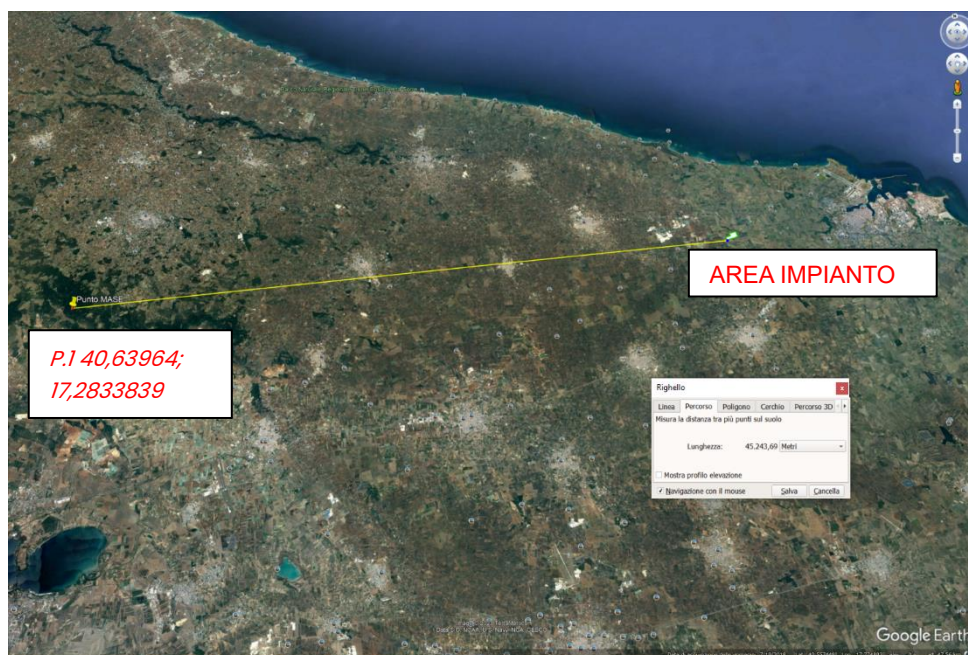 Punto MASE
AREA IMPIANTO
P.1 40,63964;
17,2833839
Righello
x
Linea Percorso Poligono Cerchio Percorso 3D
Misura la distanza tra più punti sul suolo
Lunghezza: 45.243,69 Metri
Mostra profilo elevazione
Navigazione con il mouse Salva Cancella
Google Earth